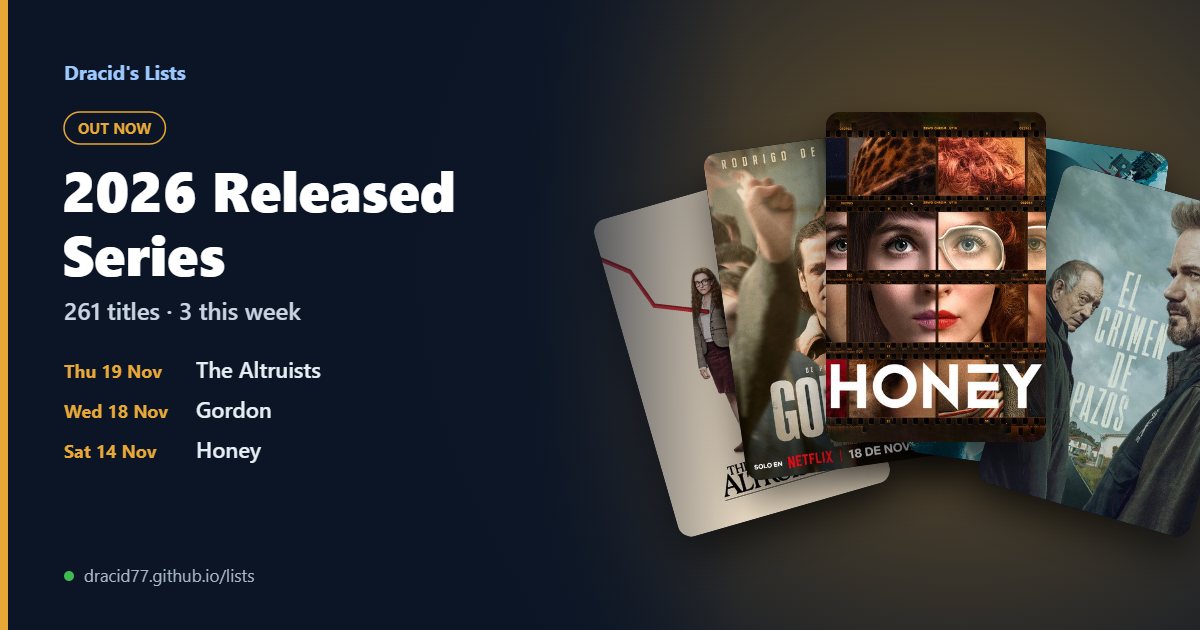 Dracid's Lists
OUT NOW
2026 Released
Series
261 titles · 3 this week
Thu 19 Nov The Altruists
Wed 18 Nov Gordon
Sat 14 Nov Honey
dracid77.github.io/lists
RODRIGO DE
SOLO EN NETFLIX | 18 DE NOV
HONEY
EL
CRIMEN
DE
PAZOS